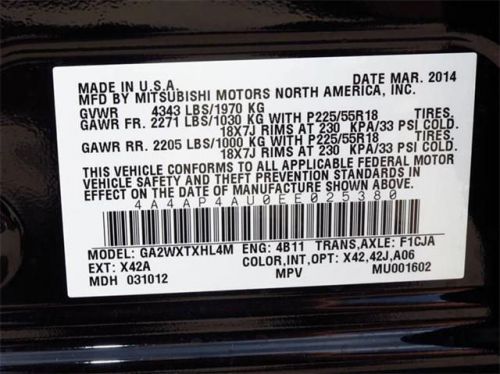 MADE IN U.S.A. DATE MAR. 2014
MFD BY MITSUBISHI MOTORS NORTH AMERICA, INC.
GVWR 4343 LBS/1970 KG
GAWR FR. 2271 LBS/1030 KG WITH P225/55R18 TIRES,
18X7J RIMS AT 230 KPA/33 PSI COLD.
GAWR RR. 2205 LBS/1000 KG WITH P225/55R18 TIRES,
18X7J RIMS AT 230 KPA/33 PSI COLD.
THIS VEHICLE CONFORMS TO ALL APPLICABLE FEDERAL MOTOR
VEHICLE SAFETY AND THEFT PREVENTION STANDARDS IN
EFFECT ON THE DATE OF MANUFACTURE SHOWN ABOVE.
4A4AP4AU0EE025380
MODEL: GA2WXTXHL4M ENG: 4B11 TRANS,AXLE: F1CJA
EXT: X42A COLOR,INT,OPT: X42,42J,A06
MDH 031012 MPV MU001602